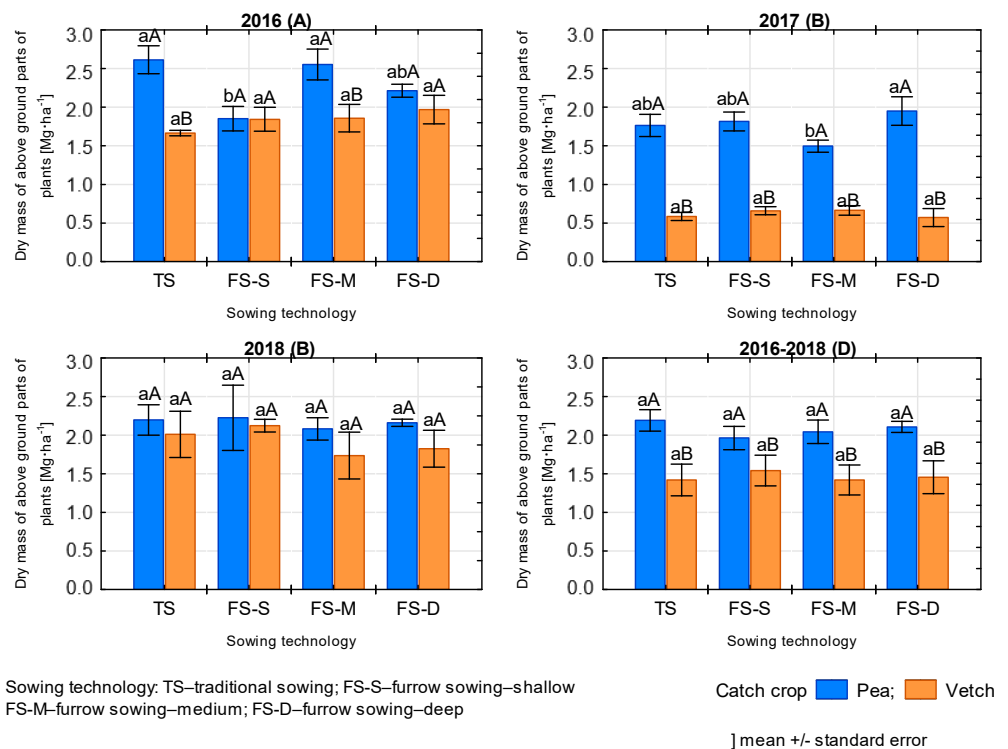 2016 (A)
Dry mass of above ground parts of
plants [Mg·ha⁻¹]
3.0
2.5
2.0
1.5
1.0
0.5
0.0
aA
aB
bA
aA
aA
aB
abA
aA
TS
FS-S
FS-M
FS-D
Sowing technology
2017 (B)
Dry mass of above ground parts of
plants [Mg·ha⁻¹]
3.0
2.5
2.0
1.5
1.0
0.5
0.0
abA
aB
abA
aB
bA
aB
aA
aB
TS
FS-S
FS-M
FS-D
Sowing technology
2018 (B)
Dry mass of above ground parts of
plants [Mg·ha⁻¹]
3.0
2.5
2.0
1.5
1.0
0.5
0.0
aA
aA
aA
aA
aA
aA
aA
aA
TS
FS-S
FS-M
FS-D
Sowing technology
2016-2018 (D)
Dry mass of above ground parts of
plants [Mg·ha⁻¹]
3.0
2.5
2.0
1.5
1.0
0.5
0.0
aA
aB
aA
aB
aA
aB
aA
aB
TS
FS-S
FS-M
FS-D
Sowing technology
Sowing technology: TS–traditional sowing; FS-S–furrow sowing–shallow
FS-M–furrow sowing–medium; FS-D–furrow sowing–deep
Catch crop Pea; Vetch
] mean +/- standard error